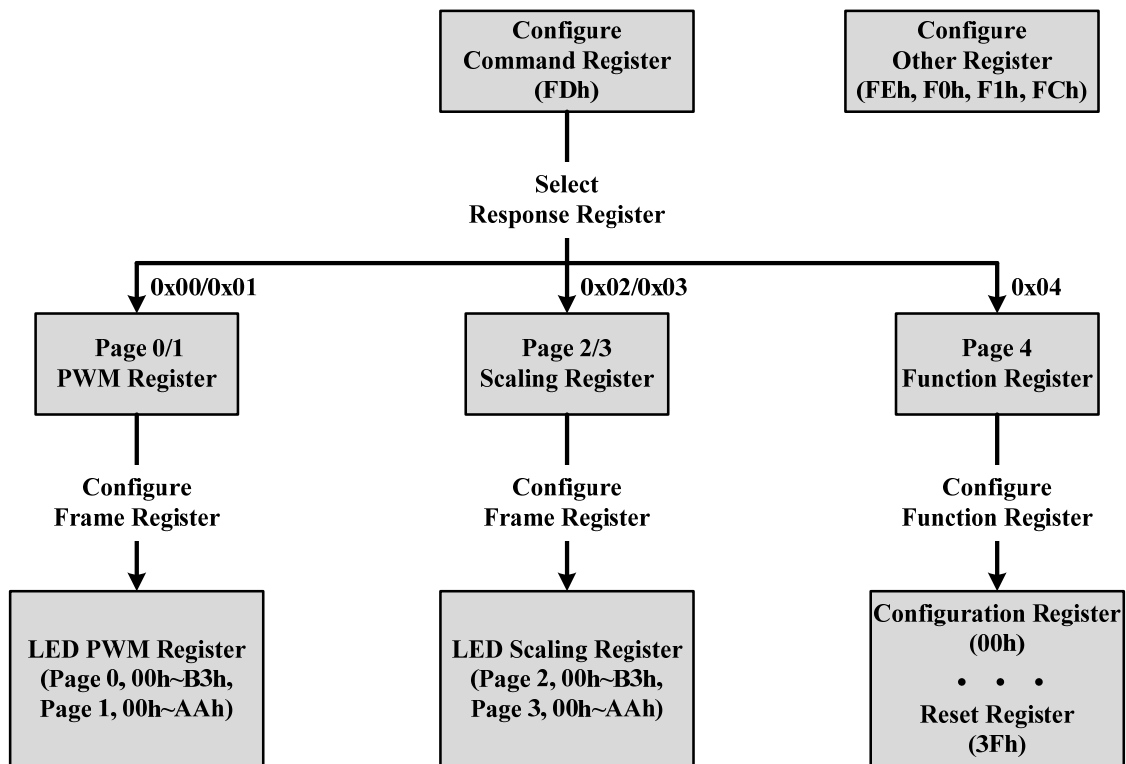 Configure
Command Register
(FDh)
Configure
Other Register
(FEh, F0h, F1h, FCh)
Select
Response Register
0x00/0x01
0x02/0x03
0x04
Page 0/1
PWM Register
Page 2/3
Scaling Register
Page 4
Function Register
Configure
Frame Register
Configure
Frame Register
Configure
Function Register
LED PWM Register
(Page 0, 00h~B3h,
Page 1, 00h~AAh)
LED Scaling Register
(Page 2, 00h~B3h,
Page 3, 00h~AAh)
Configuration Register
(00h)
. . .
Reset Register
(3Fh)